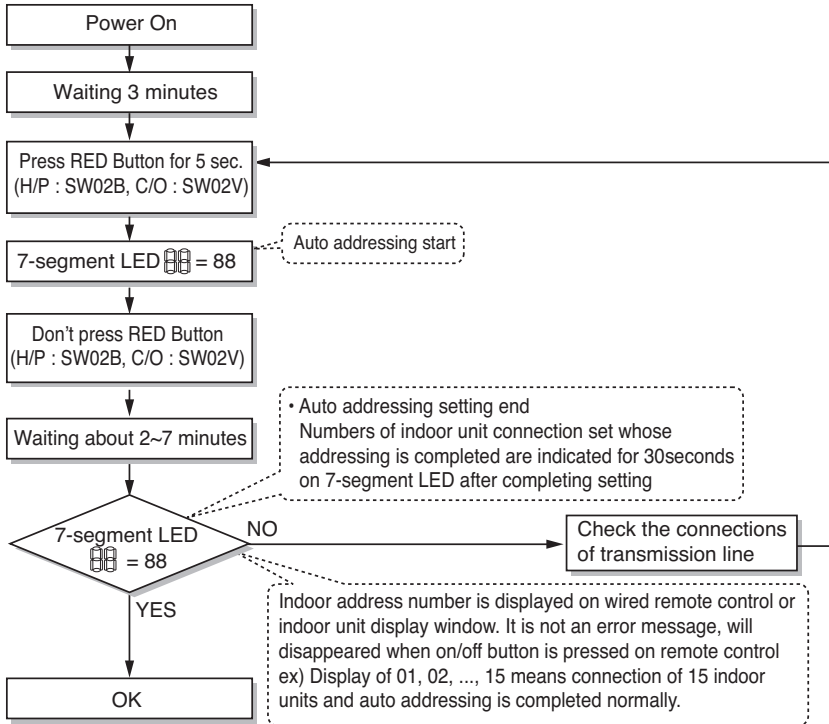 Power On
Waiting 3 minutes
Press RED Button for 5 sec.
(H/P : SW02B, C/O : SW02V)
7-segment LED 88 = 88
Auto addressing start
Don't press RED Button
(H/P : SW02B, C/O : SW02V)
Waiting about 2~7 minutes
• Auto addressing setting end
Numbers of indoor unit connection set whose
addressing is completed are indicated for 30seconds
on 7-segment LED after completing setting
7-segment LED
88 = 88
NO
Check the connections
of transmission line
YES
Indoor address number is displayed on wired remote control or
indoor unit display window. It is not an error message, will
disappeared when on/off button is pressed on remote control
ex) Display of 01, 02, ..., 15 means connection of 15 indoor
units and auto addressing is completed normally.
OK